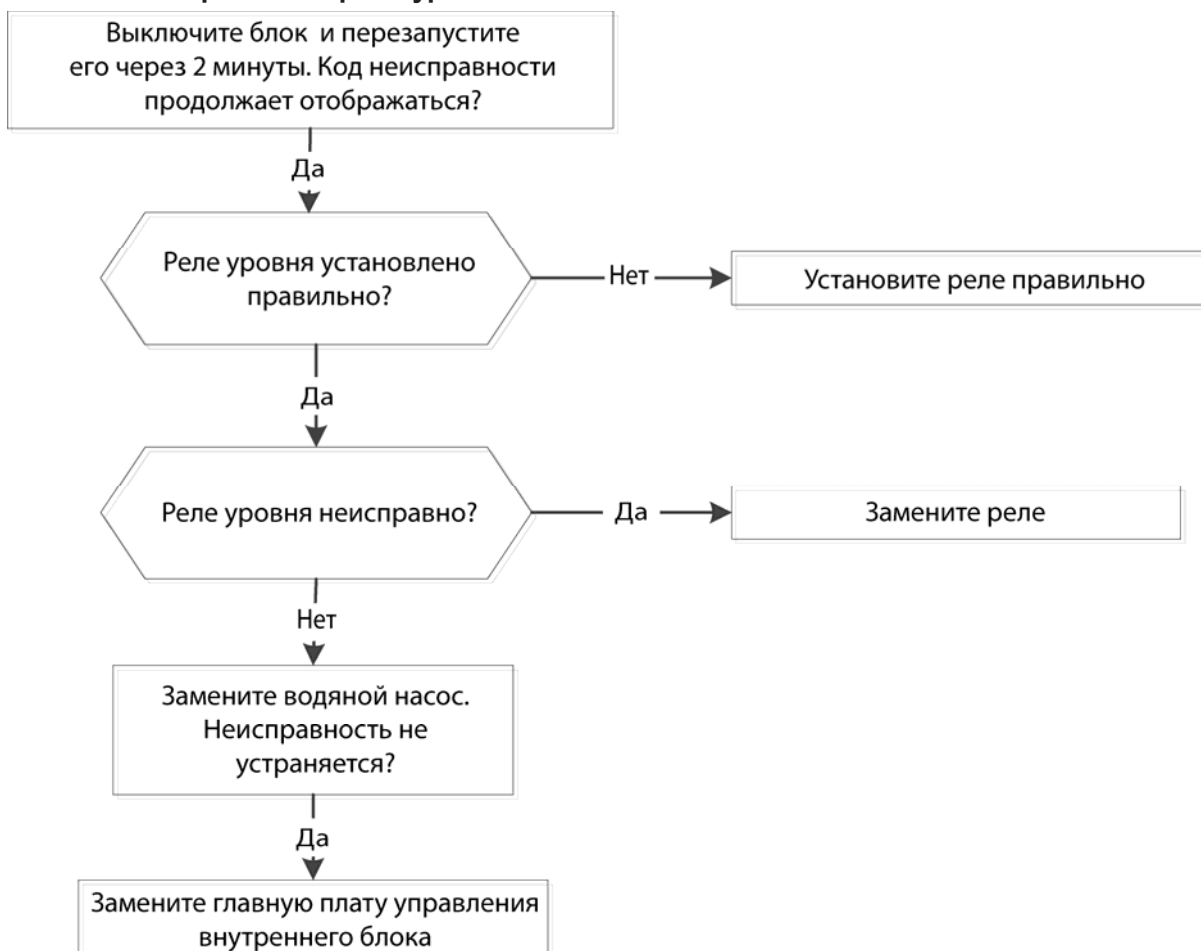 Выключите блок и перезапустите
его через 2 минуты. Код неисправности
продолжает отображаться?
Да
Реле уровня установлено
правильно?
Нет
Установите реле правильно
Да
Реле уровня неисправно?
Да
Замените реле
Нет
Замените водяной насос.
Неисправность не
устраняется?
Да
Замените главную плату управления
внутреннего блока